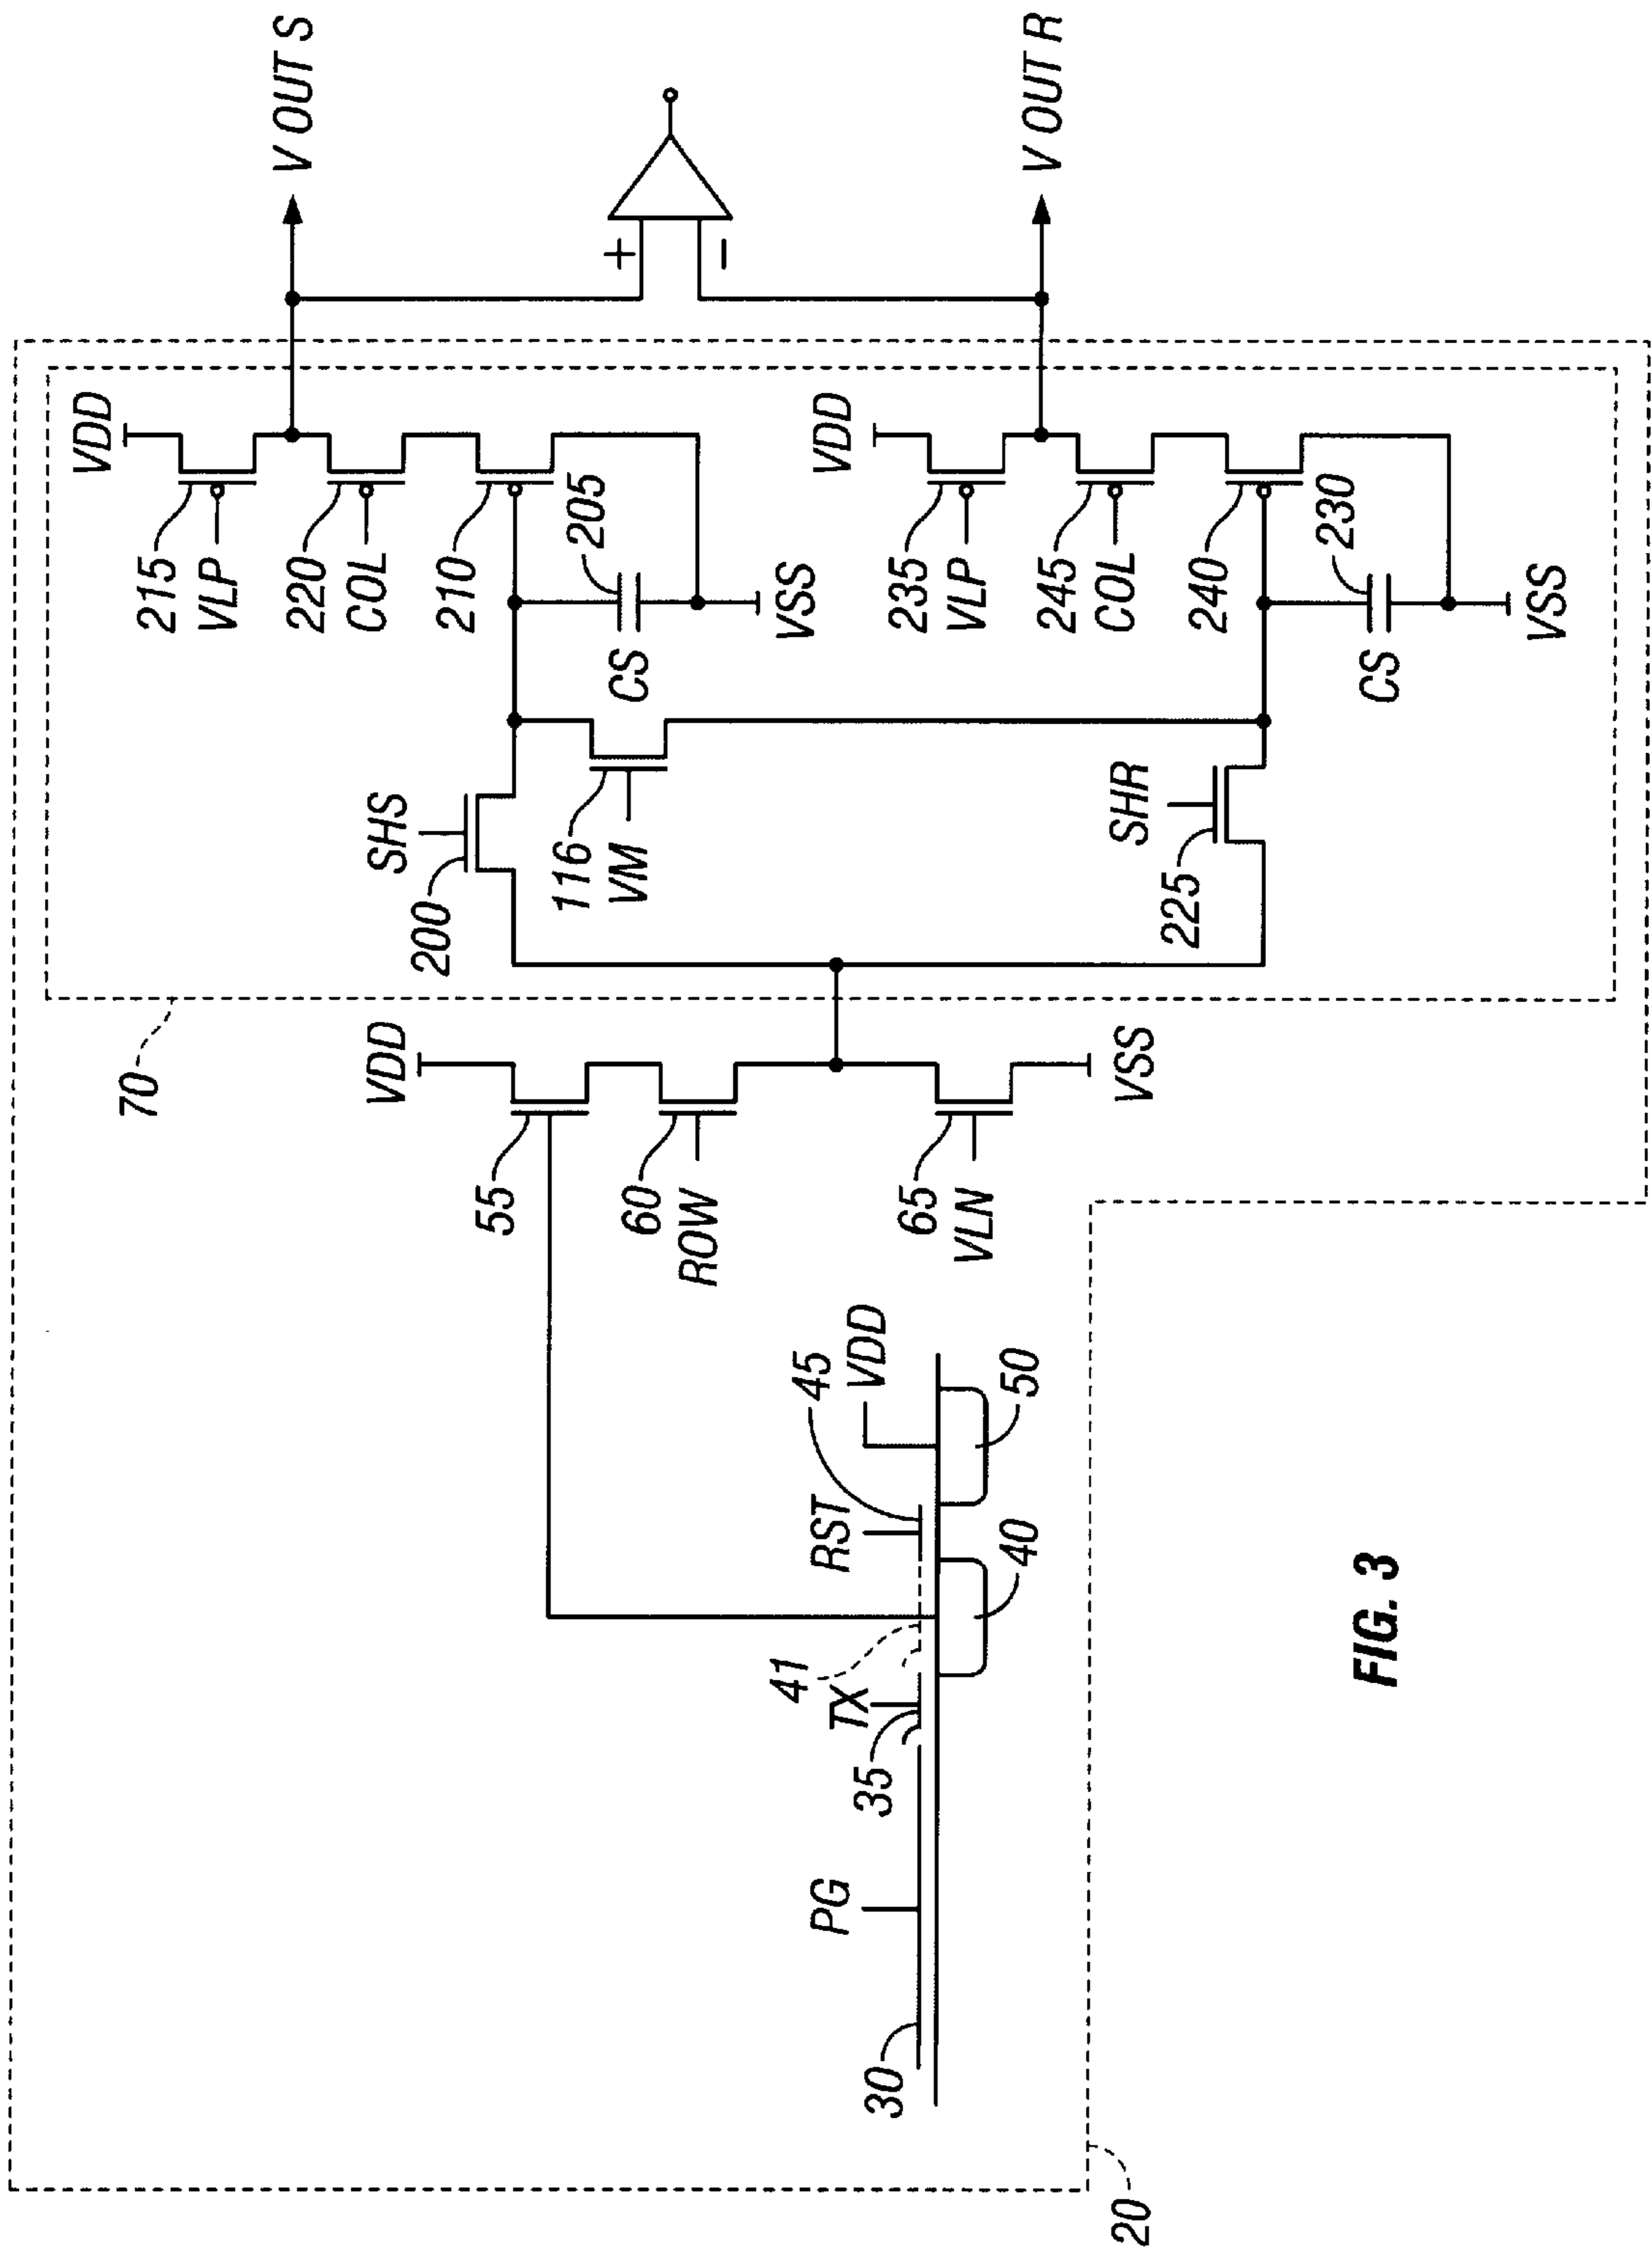 V OUT S
V OUT R
+
−
VDD
215
VLP
220
COL
210
205
CS
VSS
VDD
235
VLP
245
COL
240
230
CS
VSS
SHS
200
116
VM
SHR
225
70
VDD
55
60
ROW
65
VLN
VSS
45
VDD
50
RST
40
41
TX
35
PG
30
20
FIG. 3